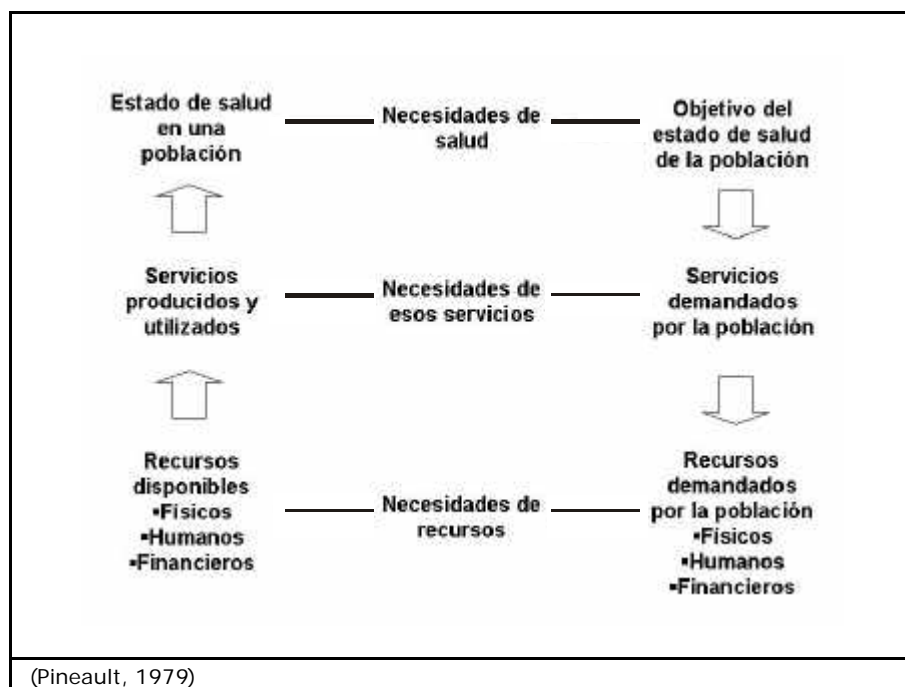 Estado de salud
en una
población
Necesidades de
salud
Objetivo del
estado de salud
de la población
Servicios
producidos y
utilizados
Necesidades de
esos servicios
Servicios
demandados
por la población
Recursos
disponibles
▪Físicos
▪Humanos
▪Financieros
Necesidades de
recursos
Recursos
demandados
por la población
▪Físicos
▪Humanos
▪Financieros
(Pineault, 1979)